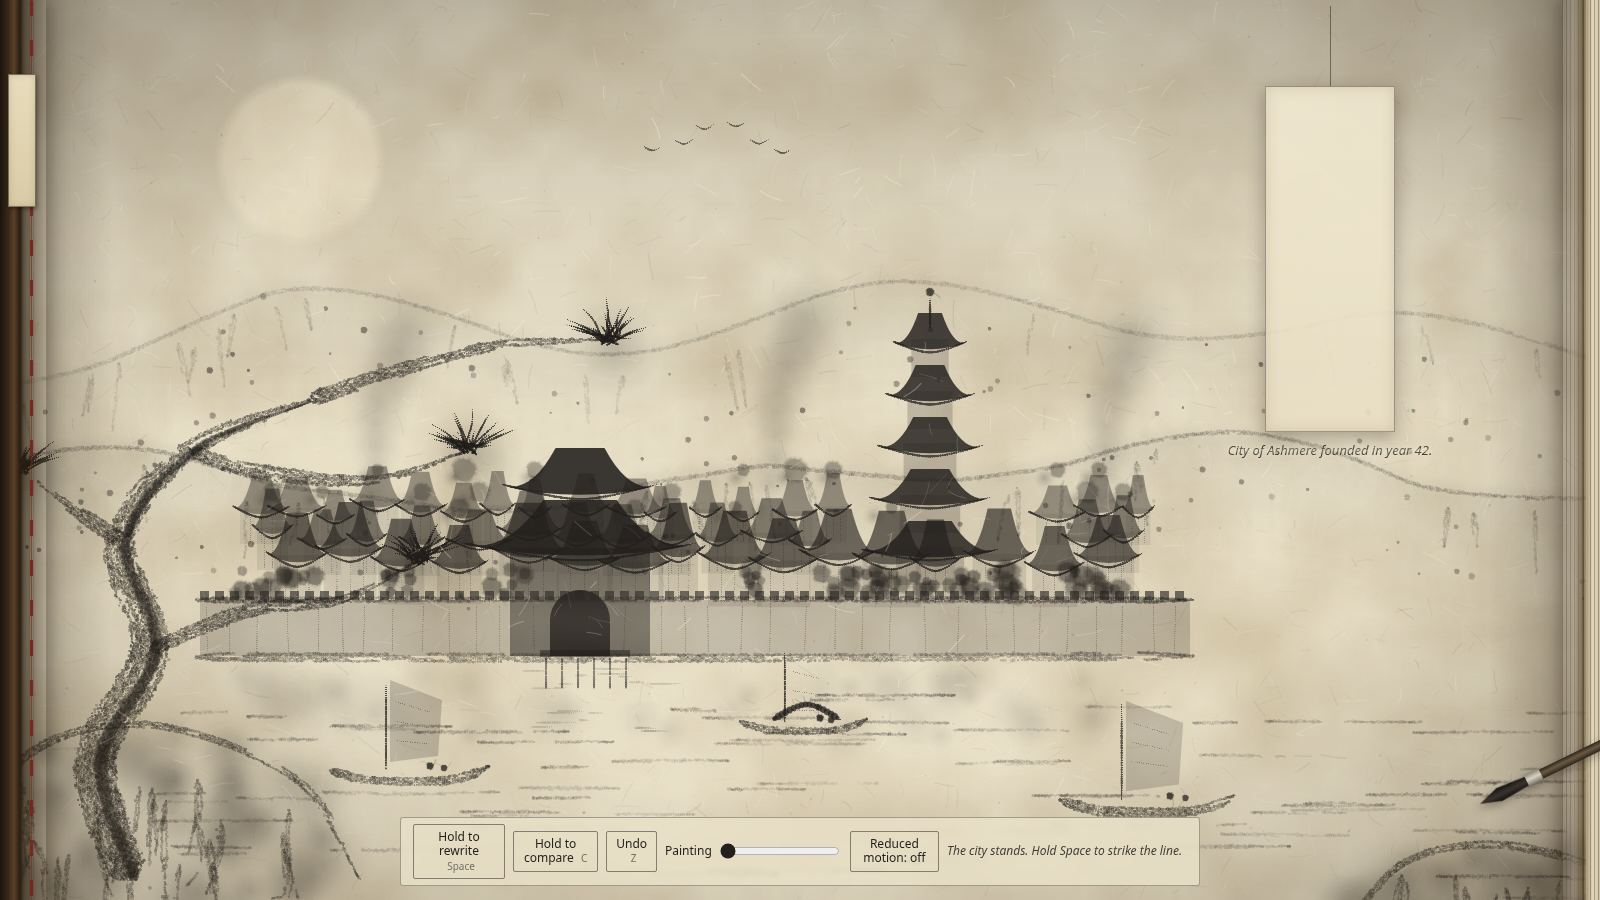 City of Ashmere founded in year 42.
Hold to
rewrite
Space
Hold to
compare C
Undo
Z
Painting
Reduced
motion: off
The city stands. Hold Space to strike the line.